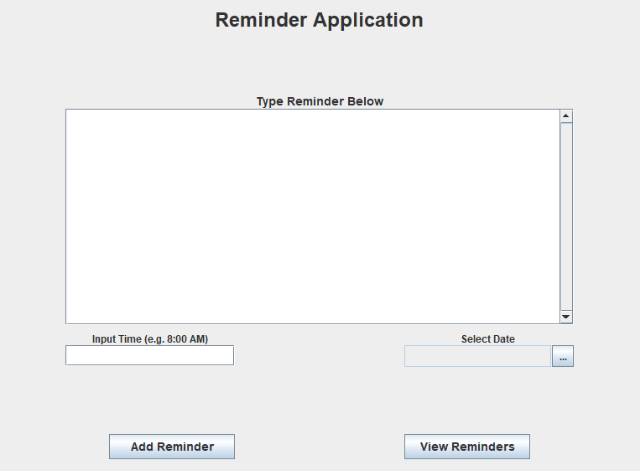 Reminder Application
Type Reminder Below
Input Time (e.g. 8:00 AM)
Select Date
...
Add Reminder
View Reminders